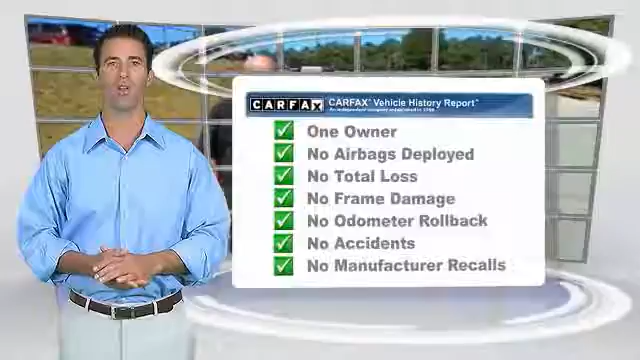 CARFAX CARFAX Vehicle History Report™
One Owner
No Airbags Deployed
No Total Loss
No Frame Damage
No Odometer Rollback
No Accidents
No Manufacturer Recalls